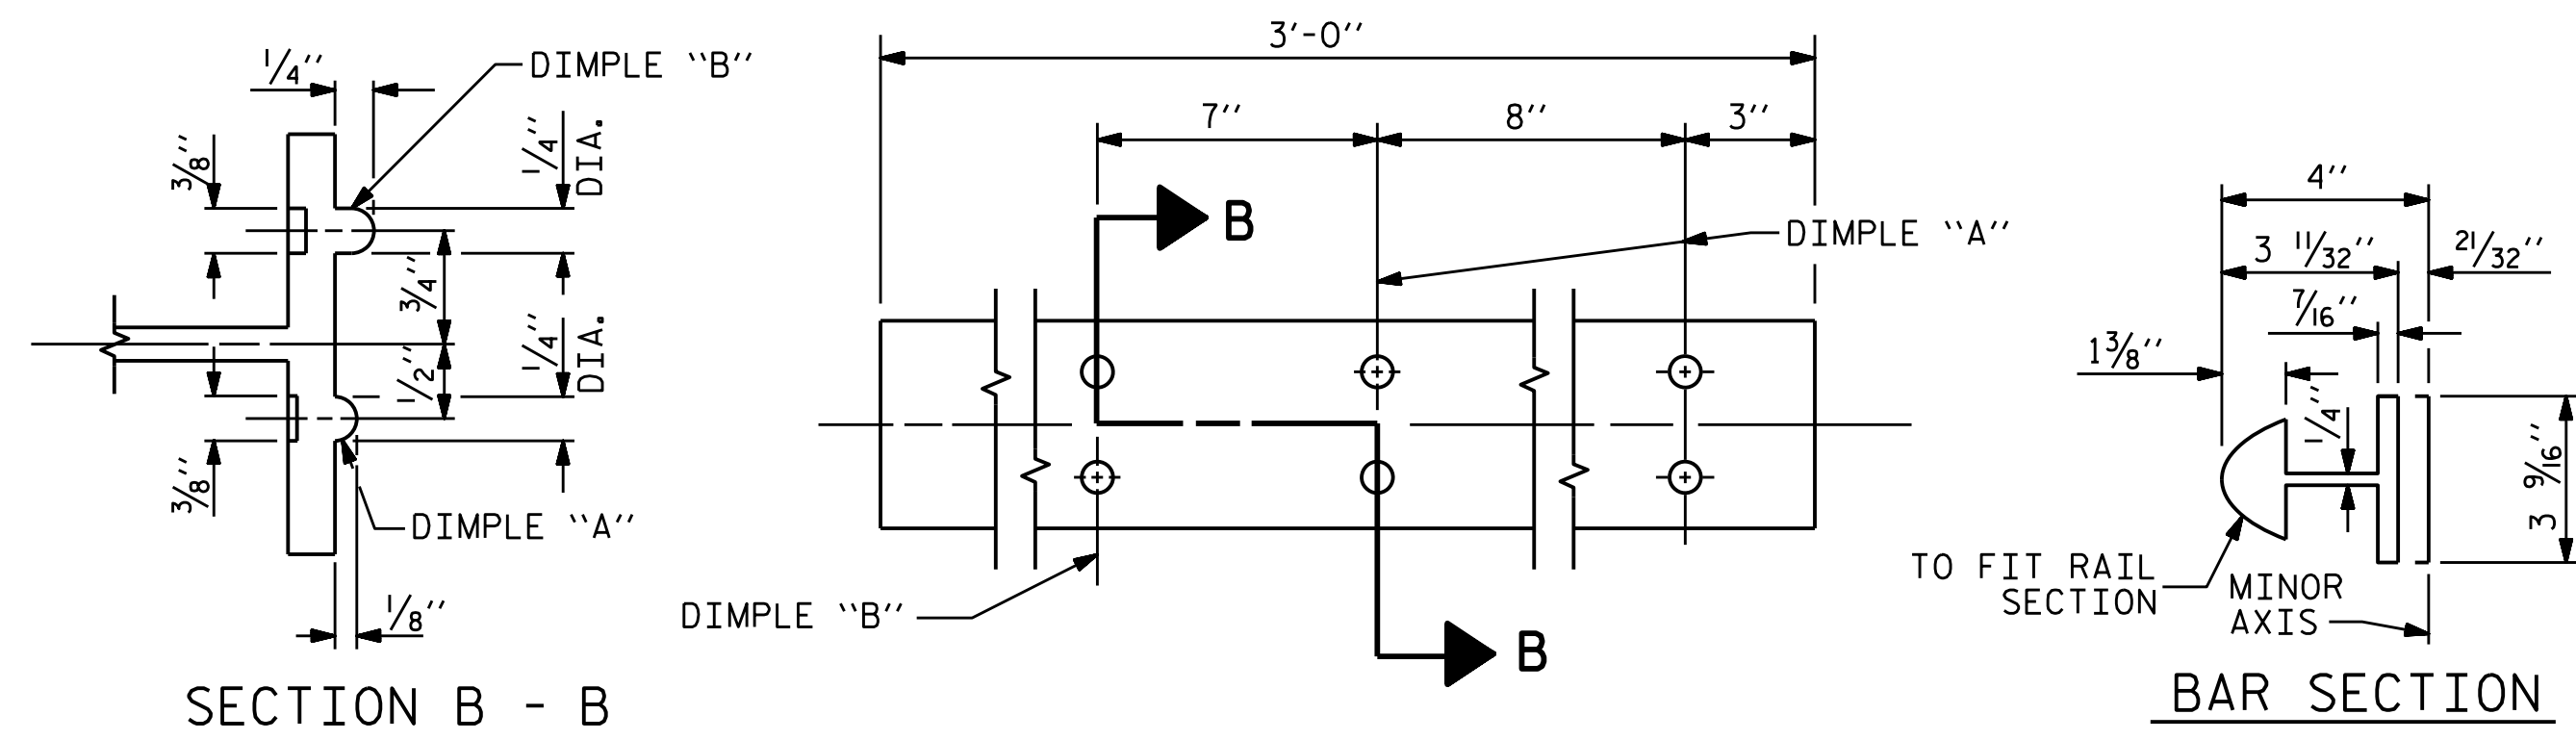 1/4"
DIMPLE "B"
3/8"
1/4"
DIA.
3/4"
1/2"
1/4"
DIA.
3/8"
DIMPLE "A"
1/8"
SECTION B - B
3'-0"
7"
8"
3"
B
DIMPLE "A"
DIMPLE "B"
B
4"
3 11/32"
21/32"
7/16"
1 3/8"
1/4"
3 9/16"
TO FIT RAIL
SECTION
MINOR
AXIS
BAR SECTION